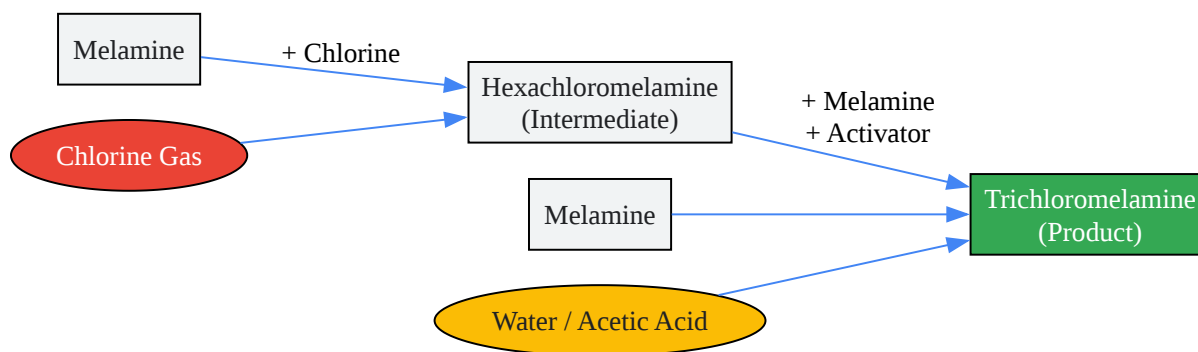 Melamine
+ Chlorine
Chlorine Gas
Hexachloromelamine
(Intermediate)
+ Melamine
+ Activator
Melamine
Water / Acetic Acid
Trichloromelamine
(Product)